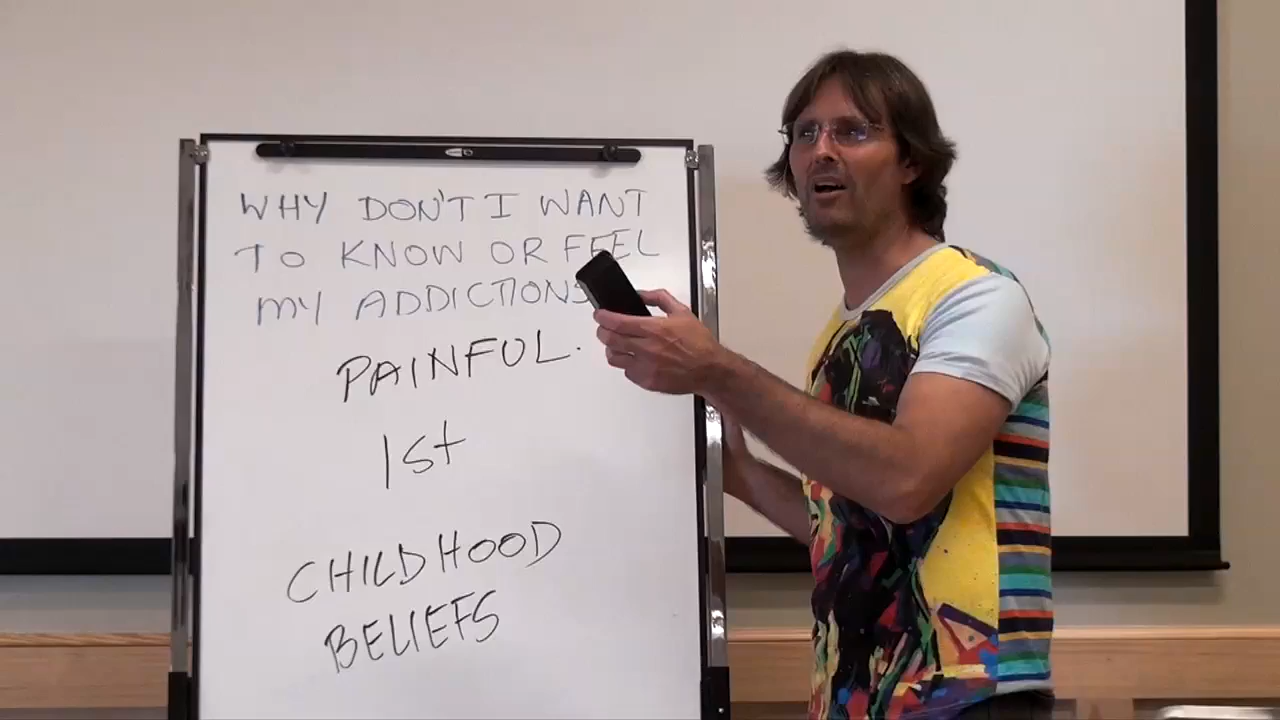 WHY DON'T I WANT
TO KNOW OR FEEL
MY ADDICTIONS
PAINFUL.
1st
CHILDHOOD
BELIEFS